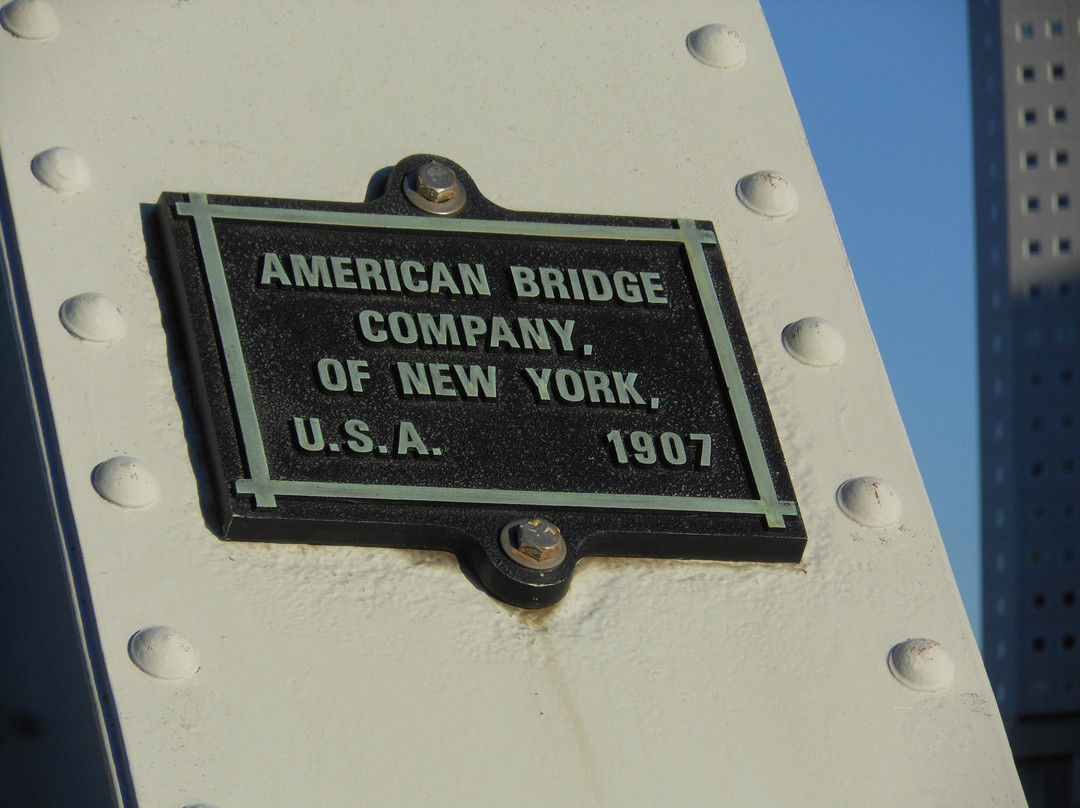 AMERICAN BRIDGE
COMPANY,
OF NEW YORK,
U.S.A. 1907